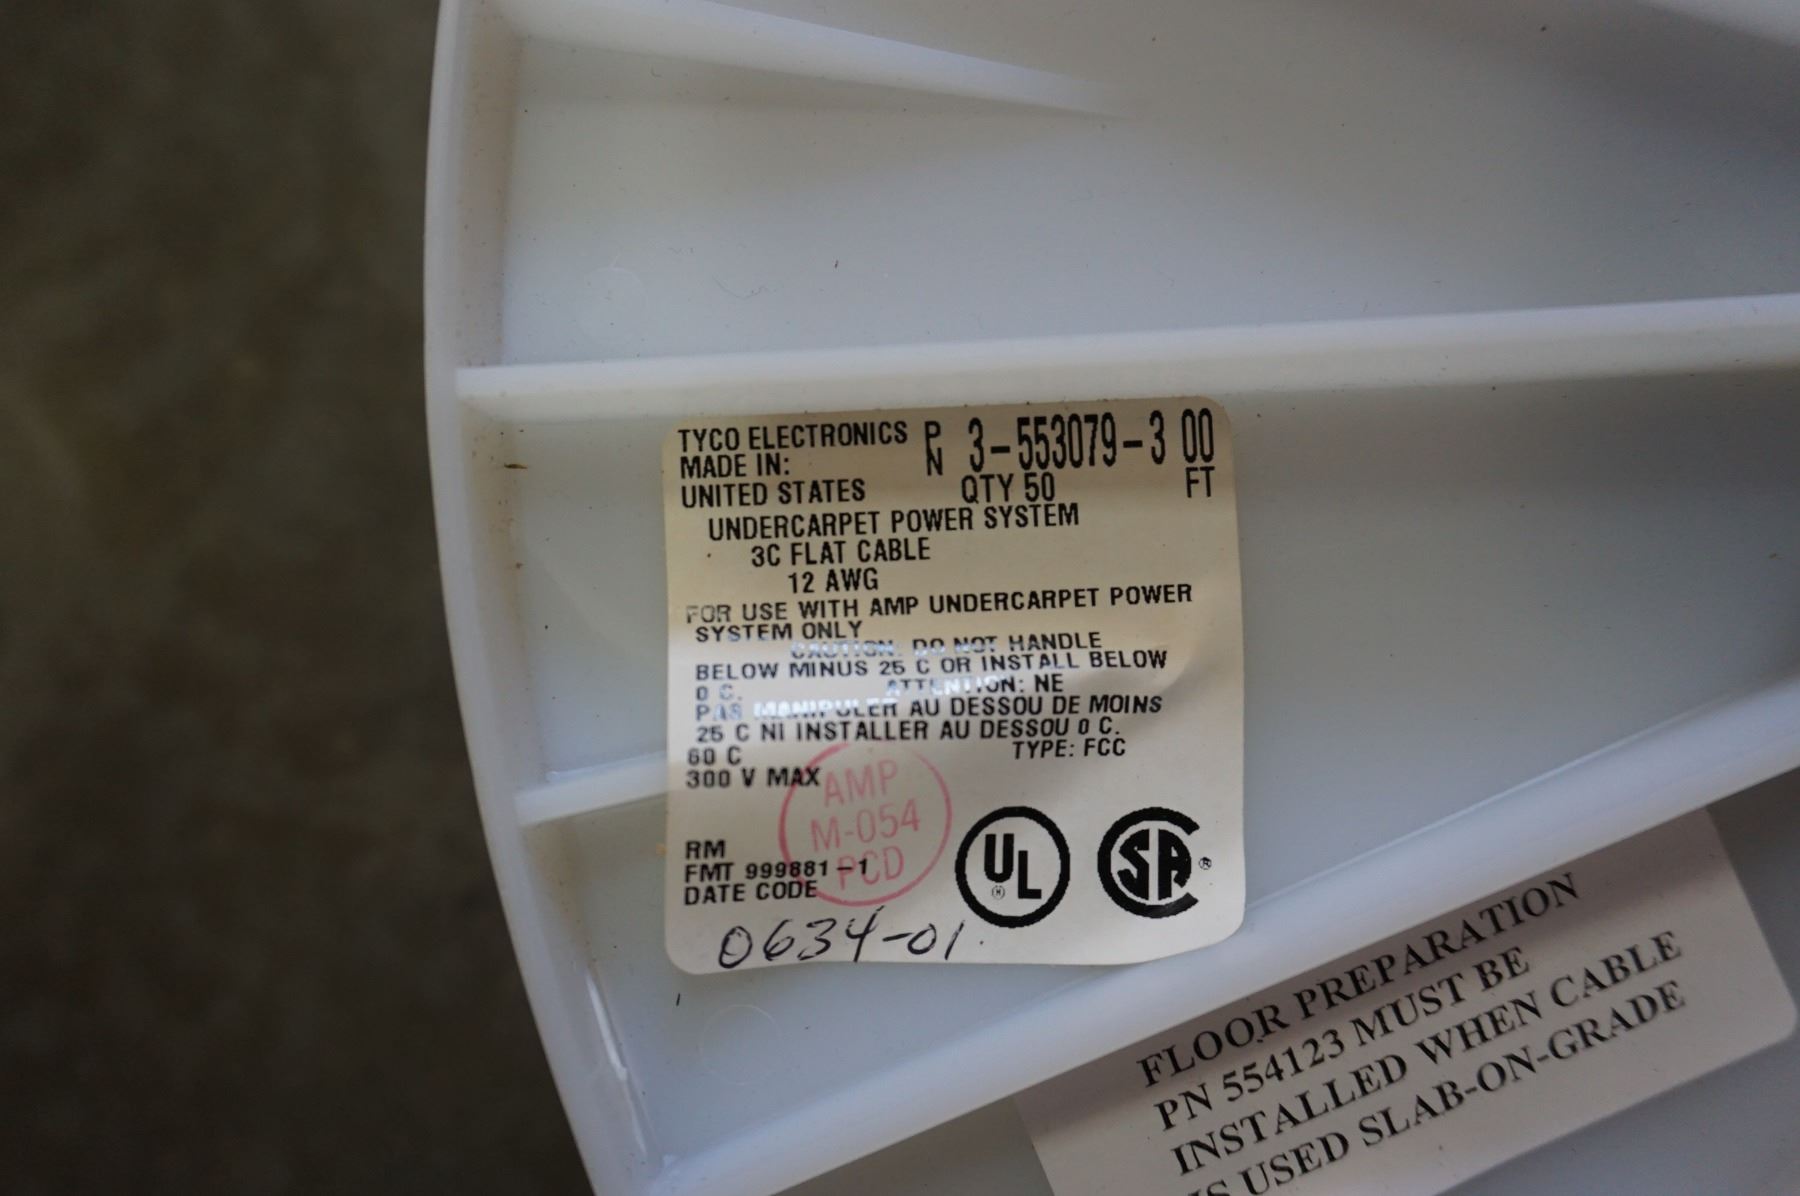 TYCO ELECTRONICS PN 3-553079-3 00
MADE IN:
UNITED STATES QTY 50 FT
UNDERCARPET POWER SYSTEM
3C FLAT CABLE
12 AWG
FOR USE WITH AMP UNDERCARPET POWER
SYSTEM ONLY
CAUTION: DO NOT HANDLE
BELOW MINUS 25 C OR INSTALL BELOW
0 C. ATTENTION: NE
PAS MANIPULER AU DESSOU DE MOINS
25 C NI INSTALLER AU DESSOU 0 C.
60 C TYPE: FCC
300 V MAX
AMP
M-054
PCD
RM
FMT 999881-1
DATE CODE
0634-01
UL ®
SA ®
FLOOR PREPARATION
PN 554123 MUST BE
INSTALLED WHEN CABLE
IS USED SLAB-ON-GRADE